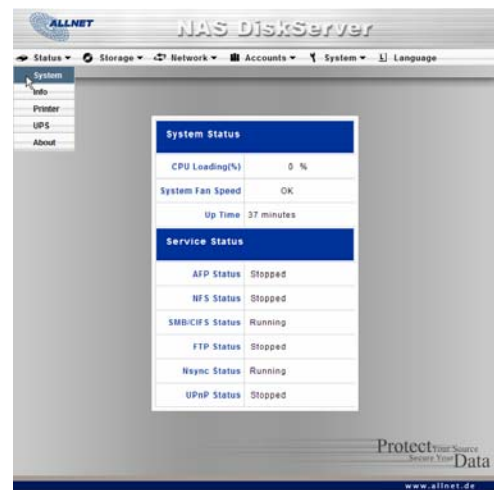 ALLNET
NAS DiskServer
Status Storage Network Accounts System Language
System
Info
Printer
UPS
About
System Status
CPU Loading(%) 0 %
System Fan Speed OK
Up Time 37 minutes
Service Status
AFP Status Stopped
NFS Status Stopped
SMB/CIFS Status Running
FTP Status Stopped
Nsync Status Running
UPnP Status Stopped
Protect Your Source
Secure Your Data
www.allnet.de